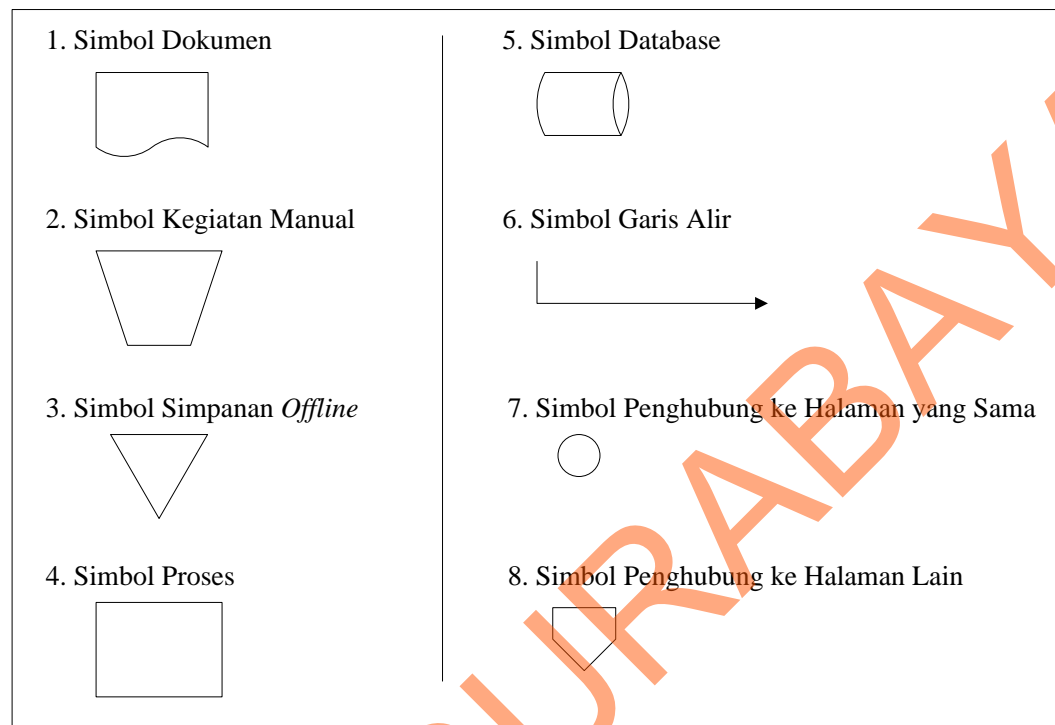 1. Simbol Dokumen
2. Simbol Kegiatan Manual
3. Simbol Simpanan Offline
4. Simbol Proses
5. Simbol Database
6. Simbol Garis Alir
7. Simbol Penghubung ke Halaman yang Sama
8. Simbol Penghubung ke Halaman Lain
URABAYA